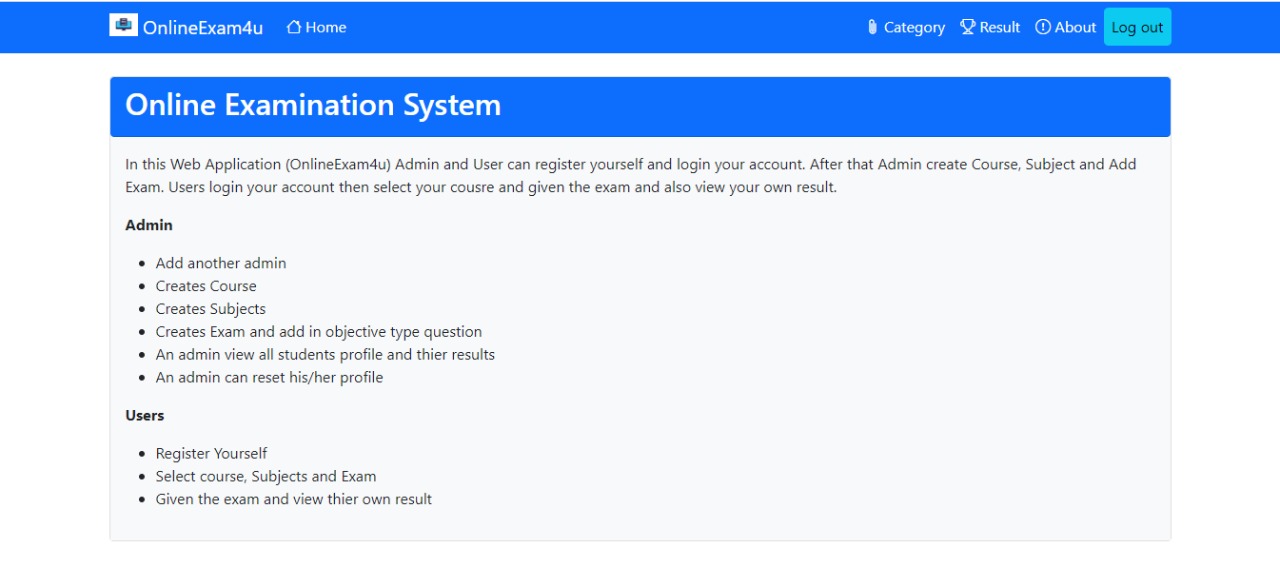 OnlineExam4u Home Category Result About Log out
Online Examination System
In this Web Application (OnlineExam4u) Admin and User can register yourself and login your account. After that Admin create Course, Subject and Add
Exam. Users login your account then select your cousre and given the exam and also view your own result.
Admin
• Add another admin
• Creates Course
• Creates Subjects
• Creates Exam and add in objective type question
• An admin view all students profile and thier results
• An admin can reset his/her profile
Users
• Register Yourself
• Select course, Subjects and Exam
• Given the exam and view thier own result